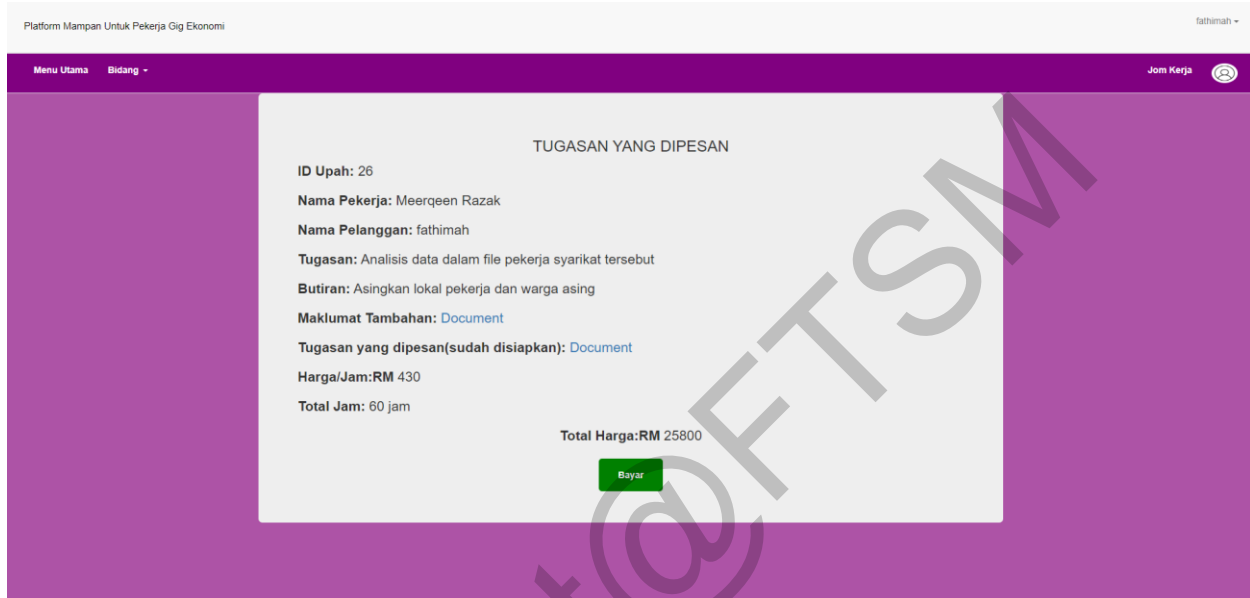 Platform Mampan Untuk Pekerja Gig Ekonomi
fathimah
Menu Utama Bidang
Jom Kerja
TUGASAN YANG DIPESAN
ID Upah: 26
Nama Pekerja: Meerqeen Razak
Nama Pelanggan: fathimah
Tugasan: Analisis data dalam file pekerja syarikat tersebut
Butiran: Asingkan lokal pekerja dan warga asing
Maklumat Tambahan: Document
Tugasan yang dipesan(sudah disiapkan): Document
Harga/Jam:RM 430
Total Jam: 60 jam
Total Harga:RM 25800
Bayar
t@FTSM